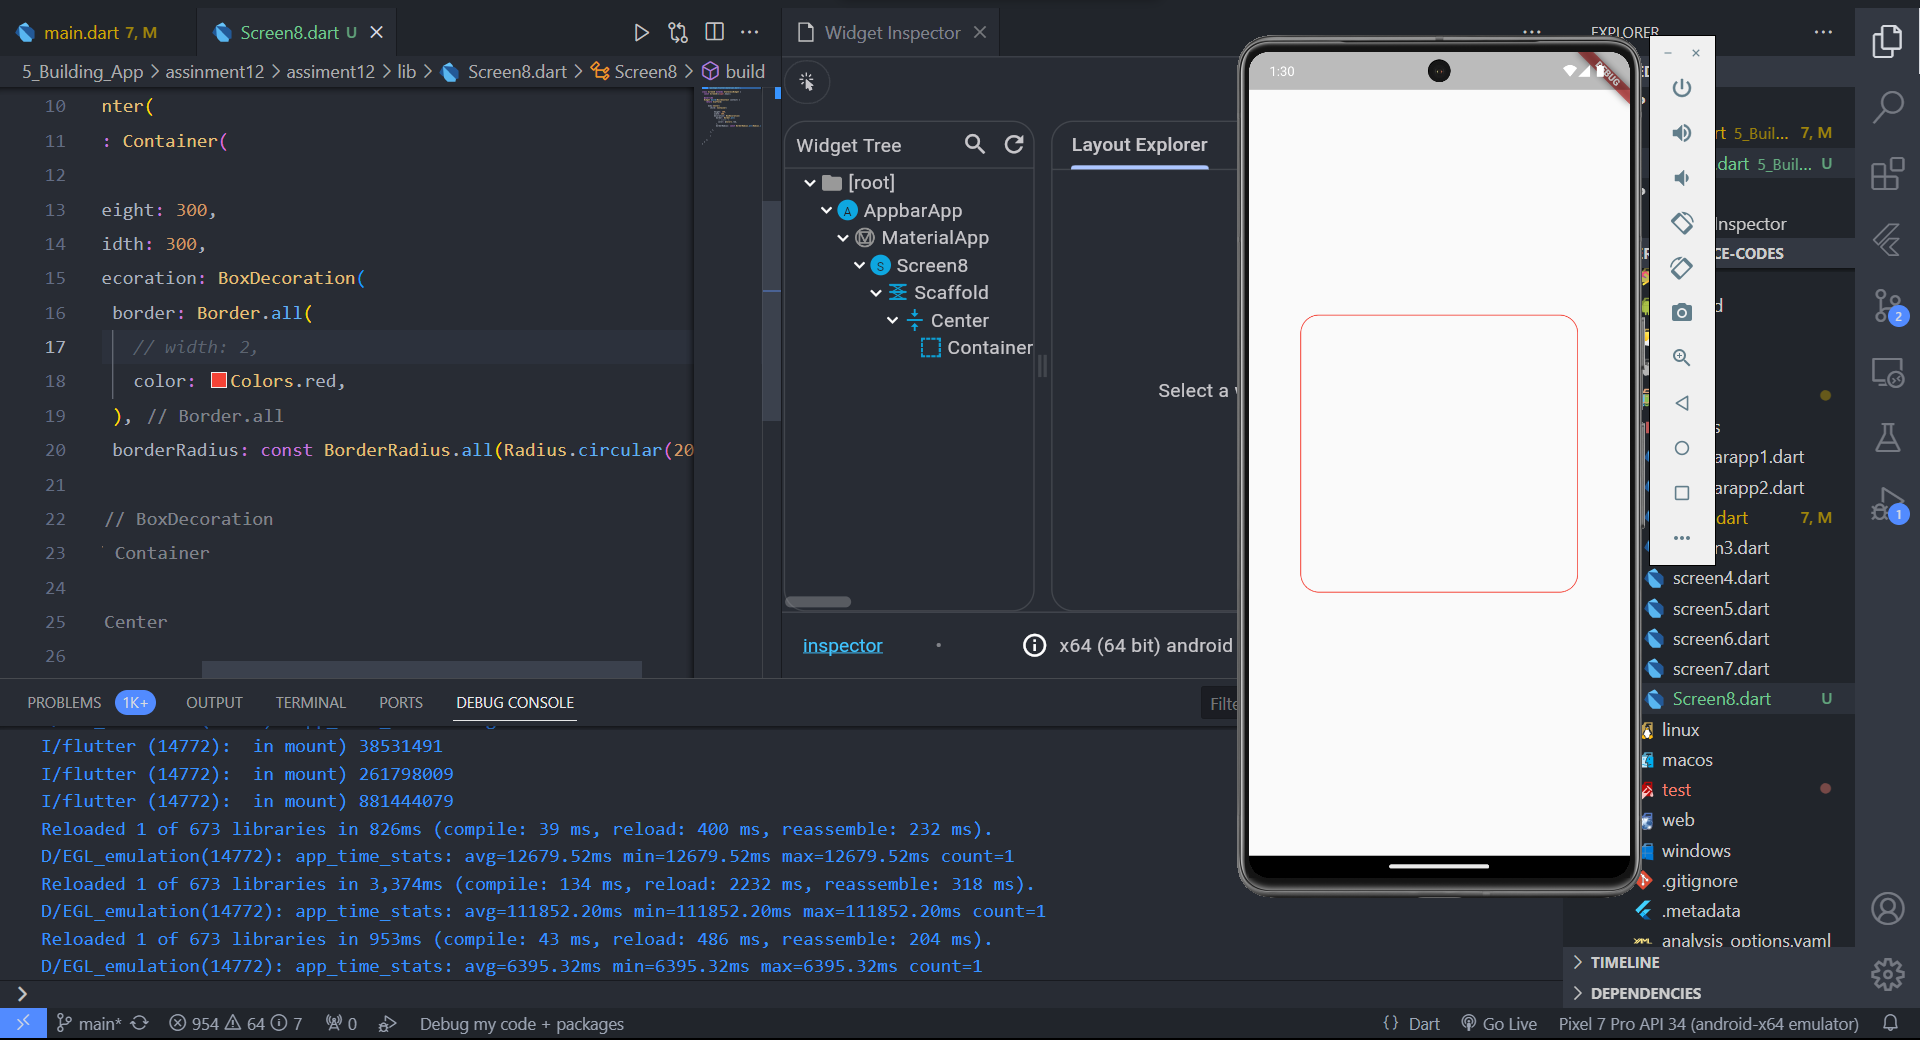 main.dart 7, M
Screen8.dart U
5_Building_App > assinment12 > assiment12 > lib > Screen8.dart > Screen8 > build
10 nter(
11 : Container(
12
13 eight: 300,
14 idth: 300,
15 ecoration: BoxDecoration(
16 border: Border.all(
17 // width: 2,
18 color: Colors.red,
19 ), // Border.all
20 borderRadius: const BorderRadius.all(Radius.circular(20
21
22 // BoxDecoration
23 Container
24
25 Center
26
Widget Inspector
Widget Tree
[root]
AppbarApp
MaterialApp
Screen8
Scaffold
Center
Container
Layout Explorer
Select a
inspector
x64 (64 bit) android
1:30
DEBUG
EXPLORER
rt 5_Buil... 7, M
.dart 5_Buil... U
Inspector
CE-CODES
d
s
arapp1.dart
arapp2.dart
.dart 7, M
n3.dart
screen4.dart
screen5.dart
screen6.dart
screen7.dart
Screen8.dart U
linux
macos
test
web
windows
.gitignore
.metadata
analysis_options.yaml
TIMELINE
DEPENDENCIES
2
1
PROBLEMS 1K+ OUTPUT TERMINAL PORTS DEBUG CONSOLE
Filte
I/flutter (14772): in mount) 38531491
I/flutter (14772): in mount) 261798009
I/flutter (14772): in mount) 881444079
Reloaded 1 of 673 libraries in 826ms (compile: 39 ms, reload: 400 ms, reassemble: 232 ms).
D/EGL_emulation(14772): app_time_stats: avg=12679.52ms min=12679.52ms max=12679.52ms count=1
Reloaded 1 of 673 libraries in 3,374ms (compile: 134 ms, reload: 2232 ms, reassemble: 318 ms).
D/EGL_emulation(14772): app_time_stats: avg=111852.20ms min=111852.20ms max=111852.20ms count=1
Reloaded 1 of 673 libraries in 953ms (compile: 43 ms, reload: 486 ms, reassemble: 204 ms).
D/EGL_emulation(14772): app_time_stats: avg=6395.32ms min=6395.32ms max=6395.32ms count=1
main* 954 64 7 0 Debug my code + packages {} Dart Go Live Pixel 7 Pro API 34 (android-x64 emulator)